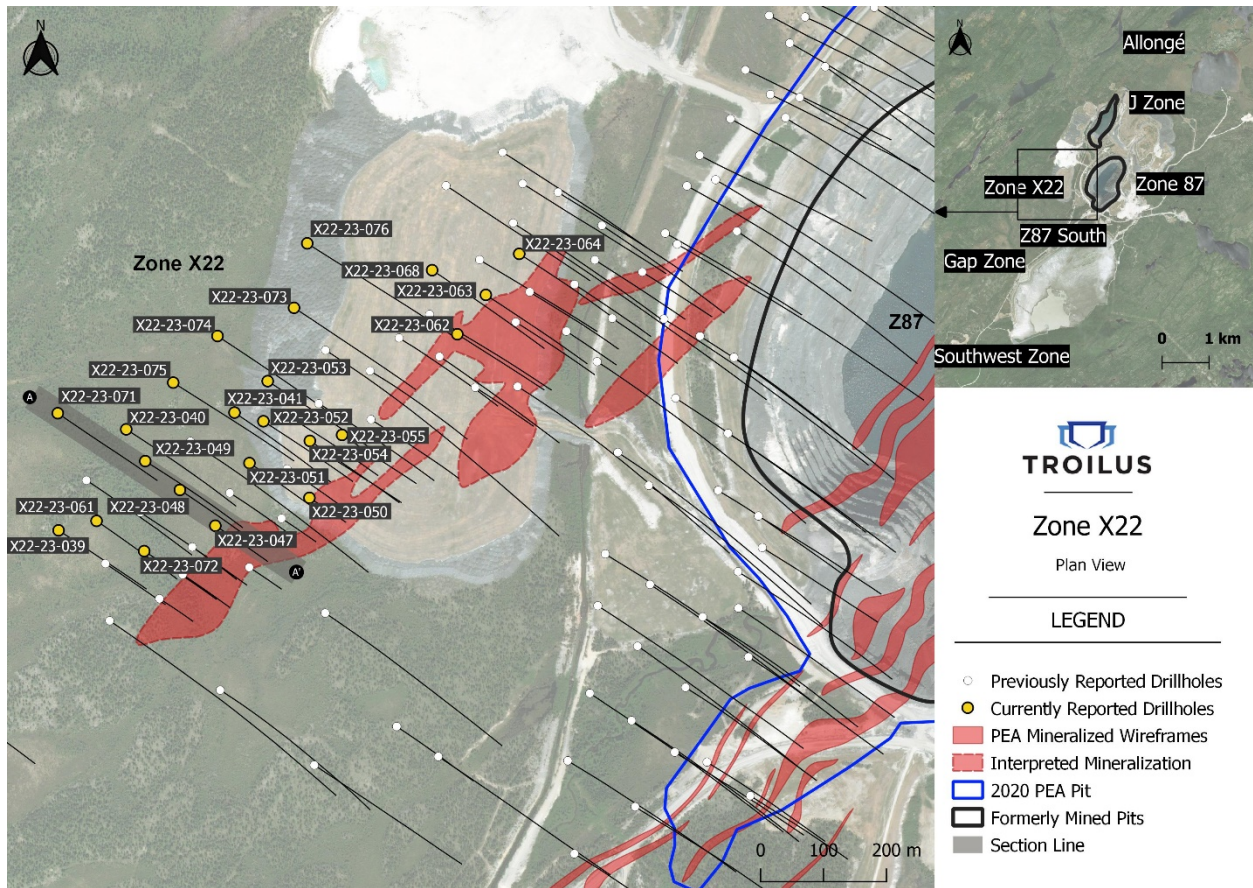 N
Zone X22
X22-23-076
X22-23-064
X22-23-068
X22-23-063
X22-23-073
X22-23-062
X22-23-074
X22-23-053
X22-23-075
X22-23-041
X22-23-071
X22-23-052
X22-23-040
X22-23-055
X22-23-054
X22-23-049
X22-23-051
X22-23-048
X22-23-050
X22-23-061
X22-23-047
X22-23-039
X22-23-072
A
A'
Z87
0 100 200 m
N
Allongé
J Zone
Zone X22
Zone 87
Z87 South
Gap Zone
Southwest Zone
0 1 km
TROILUS
Zone X22
Plan View
LEGEND
Previously Reported Drillholes
Currently Reported Drillholes
PEA Mineralized Wireframes
Interpreted Mineralization
2020 PEA Pit
Formerly Mined Pits
Section Line